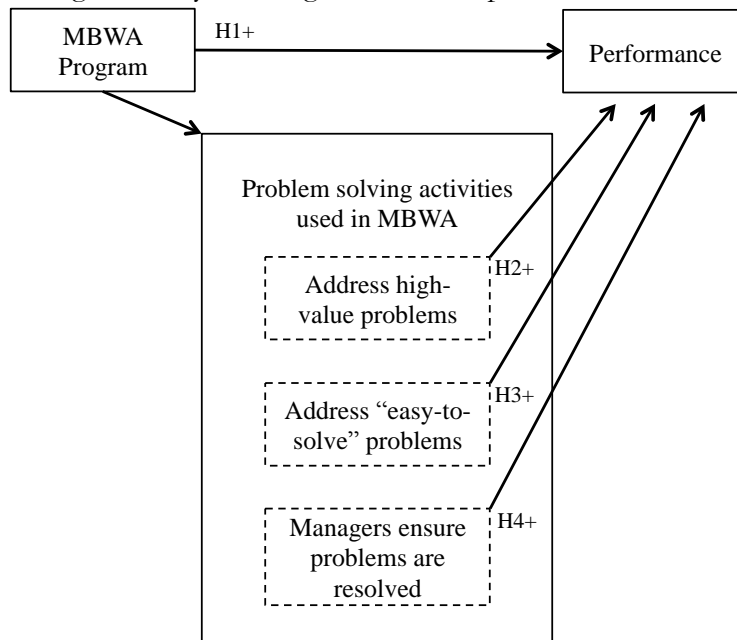 MBWA
Program
H1+
Performance
Problem solving activities
used in MBWA
Address high-
value problems
H2+
Address “easy-to-
solve” problems
H3+
Managers ensure
problems are
resolved
H4+